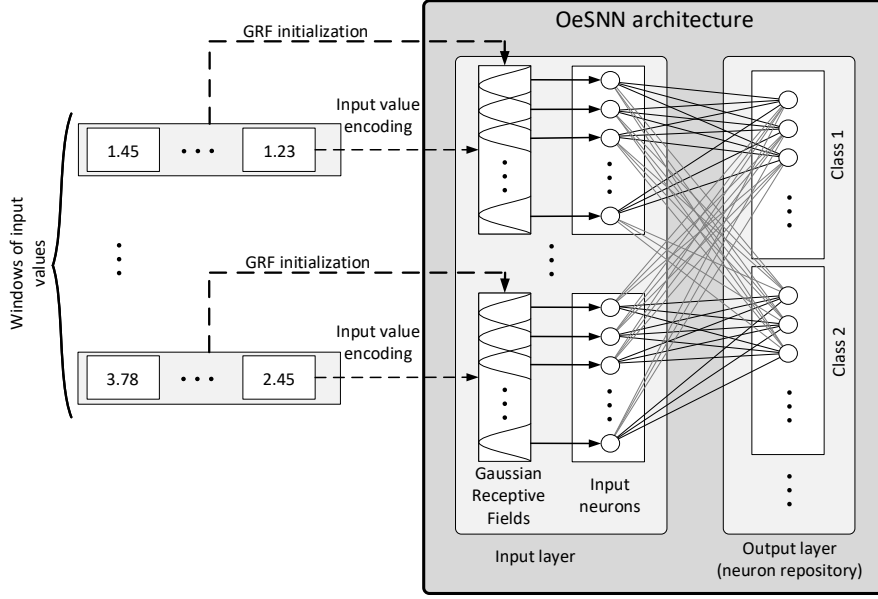 OeSNN architecture
GRF initialization
Input value
encoding
1.45
1.23
Class 1
Windows of input
values
GRF initialization
Input value
encoding
3.78
2.45
Class 2
Gaussian
Receptive
Fields
Input
neurons
Input layer
Output layer
(neuron repository)